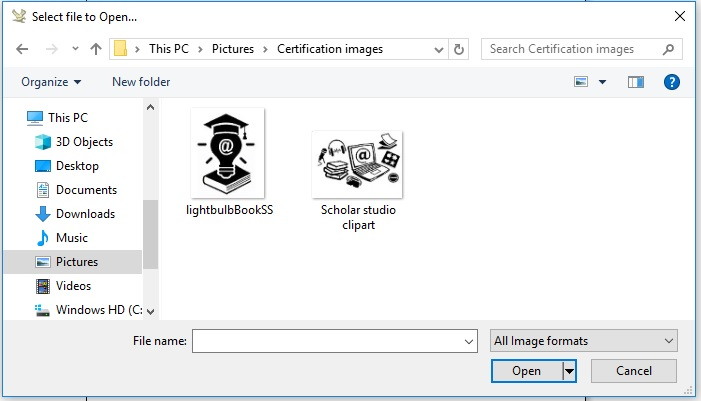 Select file to Open...
This PC > Pictures > Certification images
Search Certification images
Organize
New folder
This PC
3D Objects
Desktop
Documents
Downloads
Music
Pictures
Videos
Windows HD (C:
@
lightbulbBookSS
@
Scholar studio
clipart
File name:
All Image formats
Open
Cancel